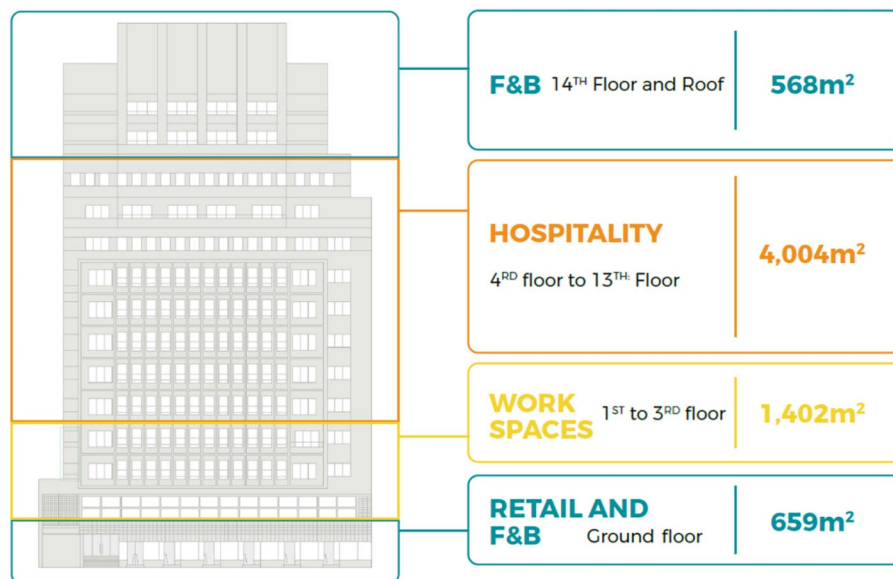 F&B 14TH Floor and Roof 568m²
HOSPITALITY
4RD floor to 13TH: Floor
4,004m²
WORK
SPACES
1ST to 3RD floor
1,402m²
RETAIL AND
F&B Ground floor
659m²